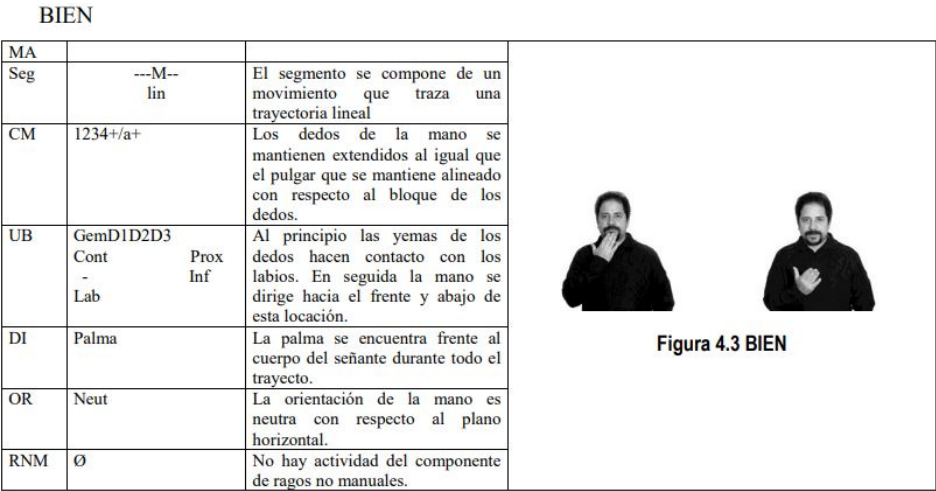 BIEN
MA
Seg
---M--
lin
El segmento se compone de un
movimiento que traza una
trayectoria lineal
CM
1234+/a+
Los dedos de la mano se
mantienen extendidos al igual que
el pulgar que se mantiene alineado
con respecto al bloque de los
dedos.
UB
GemD1D2D3
Cont Prox
- Inf
Lab
Al principio las yemas de los
dedos hacen contacto con los
labios. En seguida la mano se
dirige hacia el frente y abajo de
esta locación.
DI
Palma
La palma se encuentra frente al
cuerpo del señante durante todo el
trayecto.
OR
Neut
La orientación de la mano es
neutra con respecto al plano
horizontal.
RNM
Ø
No hay actividad del componente
de ragos no manuales.
Figura 4.3 BIEN